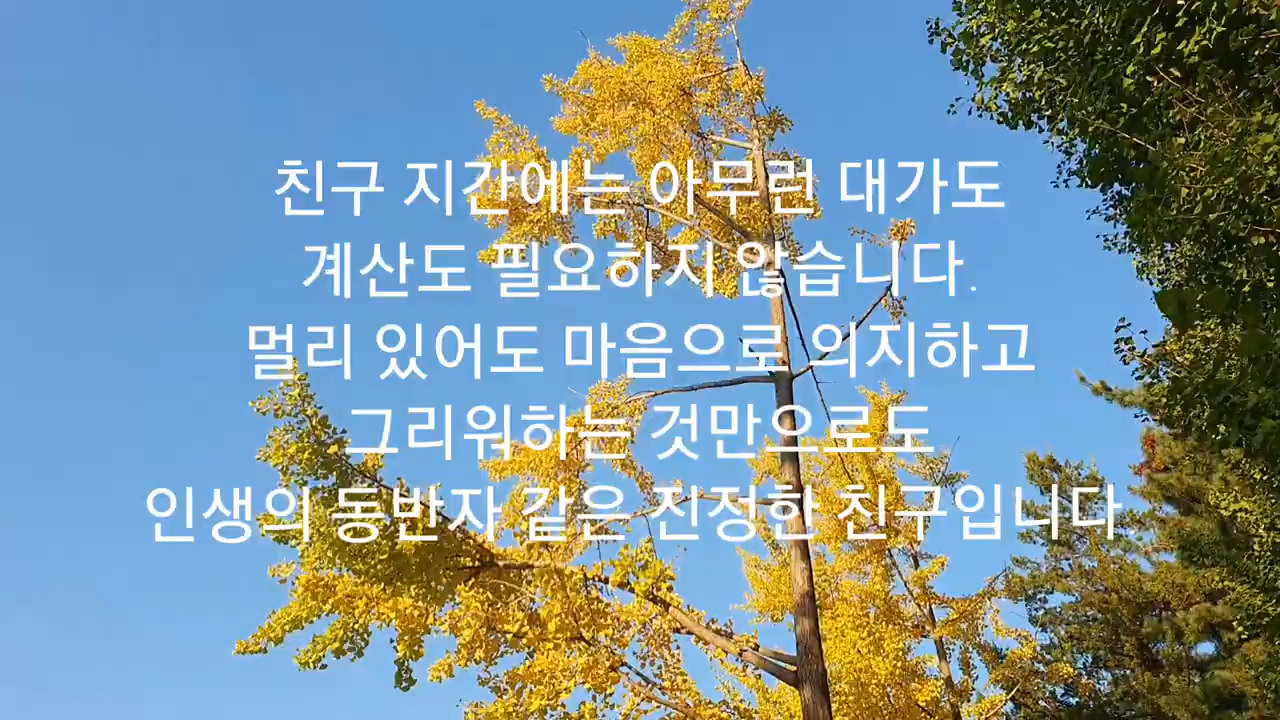 친구 지간에는 아무런 대가도
계산도 필요하지 않습니다.
멀리 있어도 마음으로 의지하고
그리워하는 것만으로도
인생의 동반자 같은 진정한 친구입니다